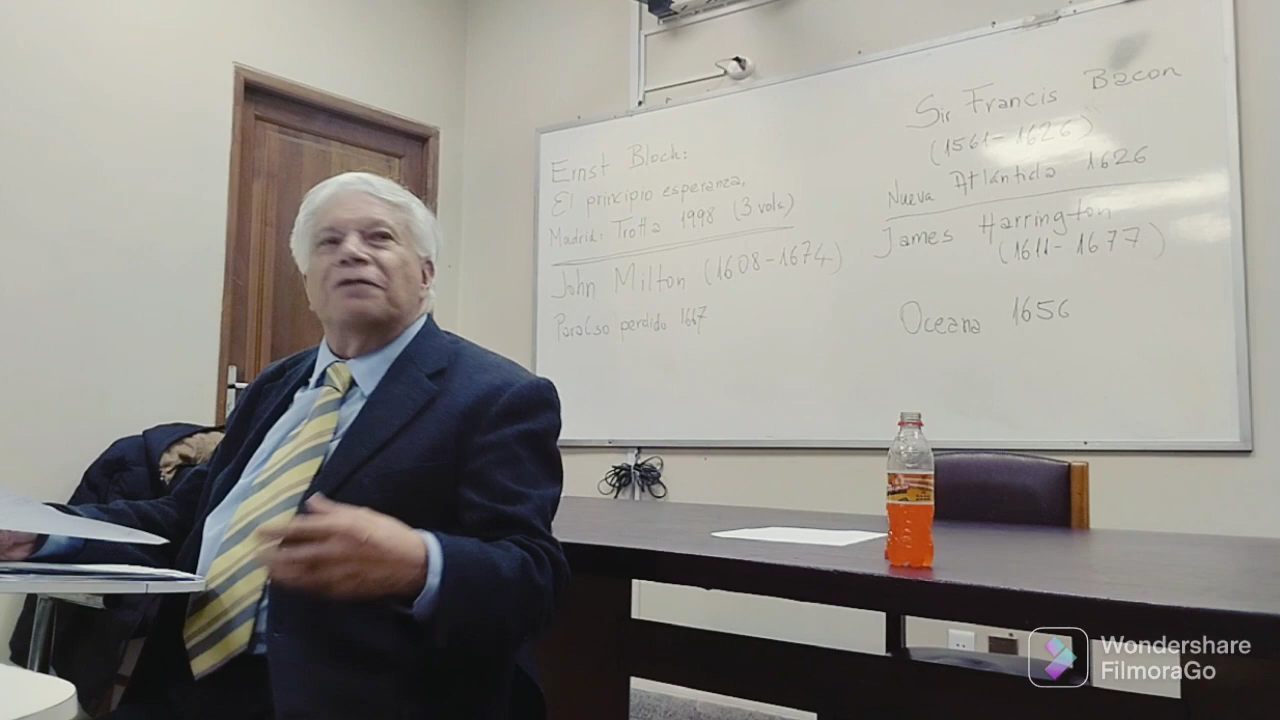 Ernst Bloch:
El principio esperanza,
Madrid: Trotta 1998 (3 vols)
John Milton (1608-1674)
Paraíso perdido 1667
Sir Francis Bacon
(1561-1626)
Nueva Atlántida 1626
James Harrington
(1611-1677)
Oceana 1656
Wondershare
FilmoraGo